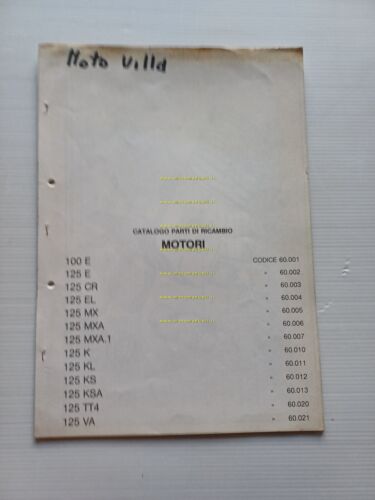 Moto Villa
CATALOGO PARTI DI RICAMBIO
MOTORI
100 E CODICE 60.001
125 E " 60.002
125 CR " 60.003
125 EL " 60.004
125 MX " 60.005
125 MXA " 60.006
125 MXA.1 " 60.007
125 K " 60.010
125 KL " 60.011
125 KS " 60.012
125 KSA " 60.013
125 TT4 " 60.020
125 VA " 60.021